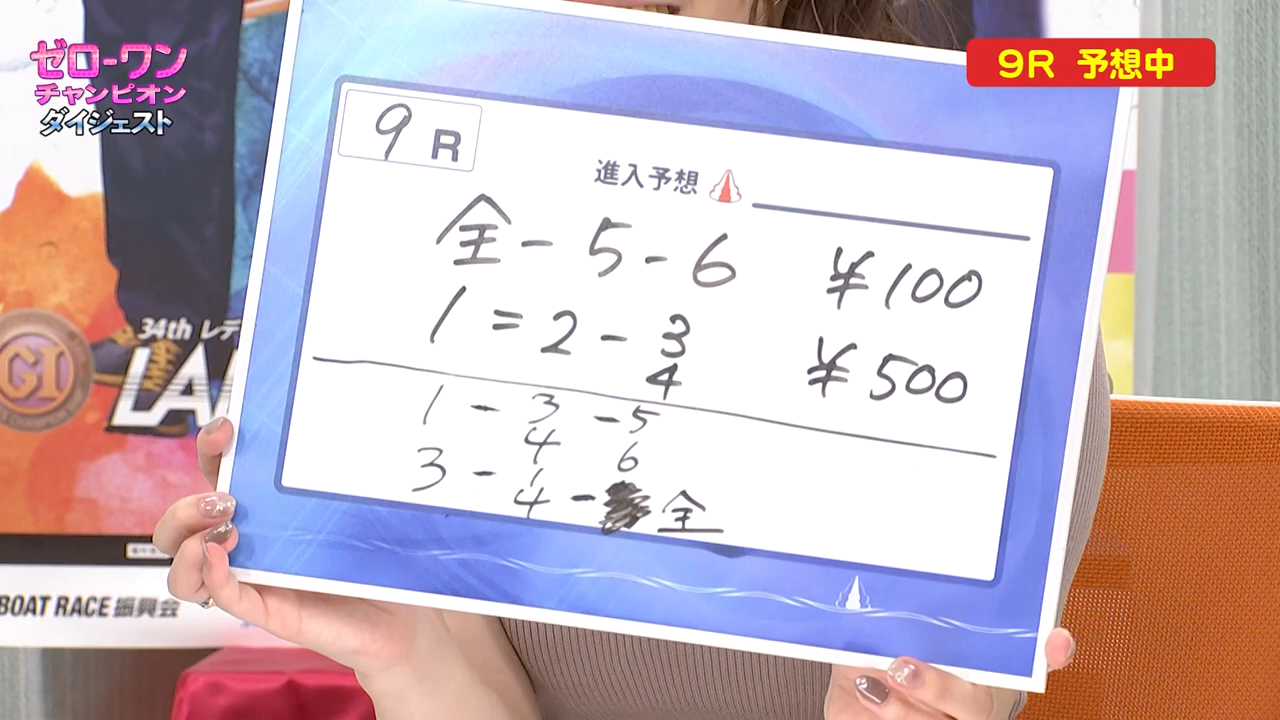 ゼロ-ワン
チャンピオン
ダイジェスト
9R 予想中
9R
進入予想
全-5-6 ¥100
1=2-3 ¥500
4
1-3-5
4 6
3-1
4-全
34th レデ
GI
LA
BOAT RACE 振興会